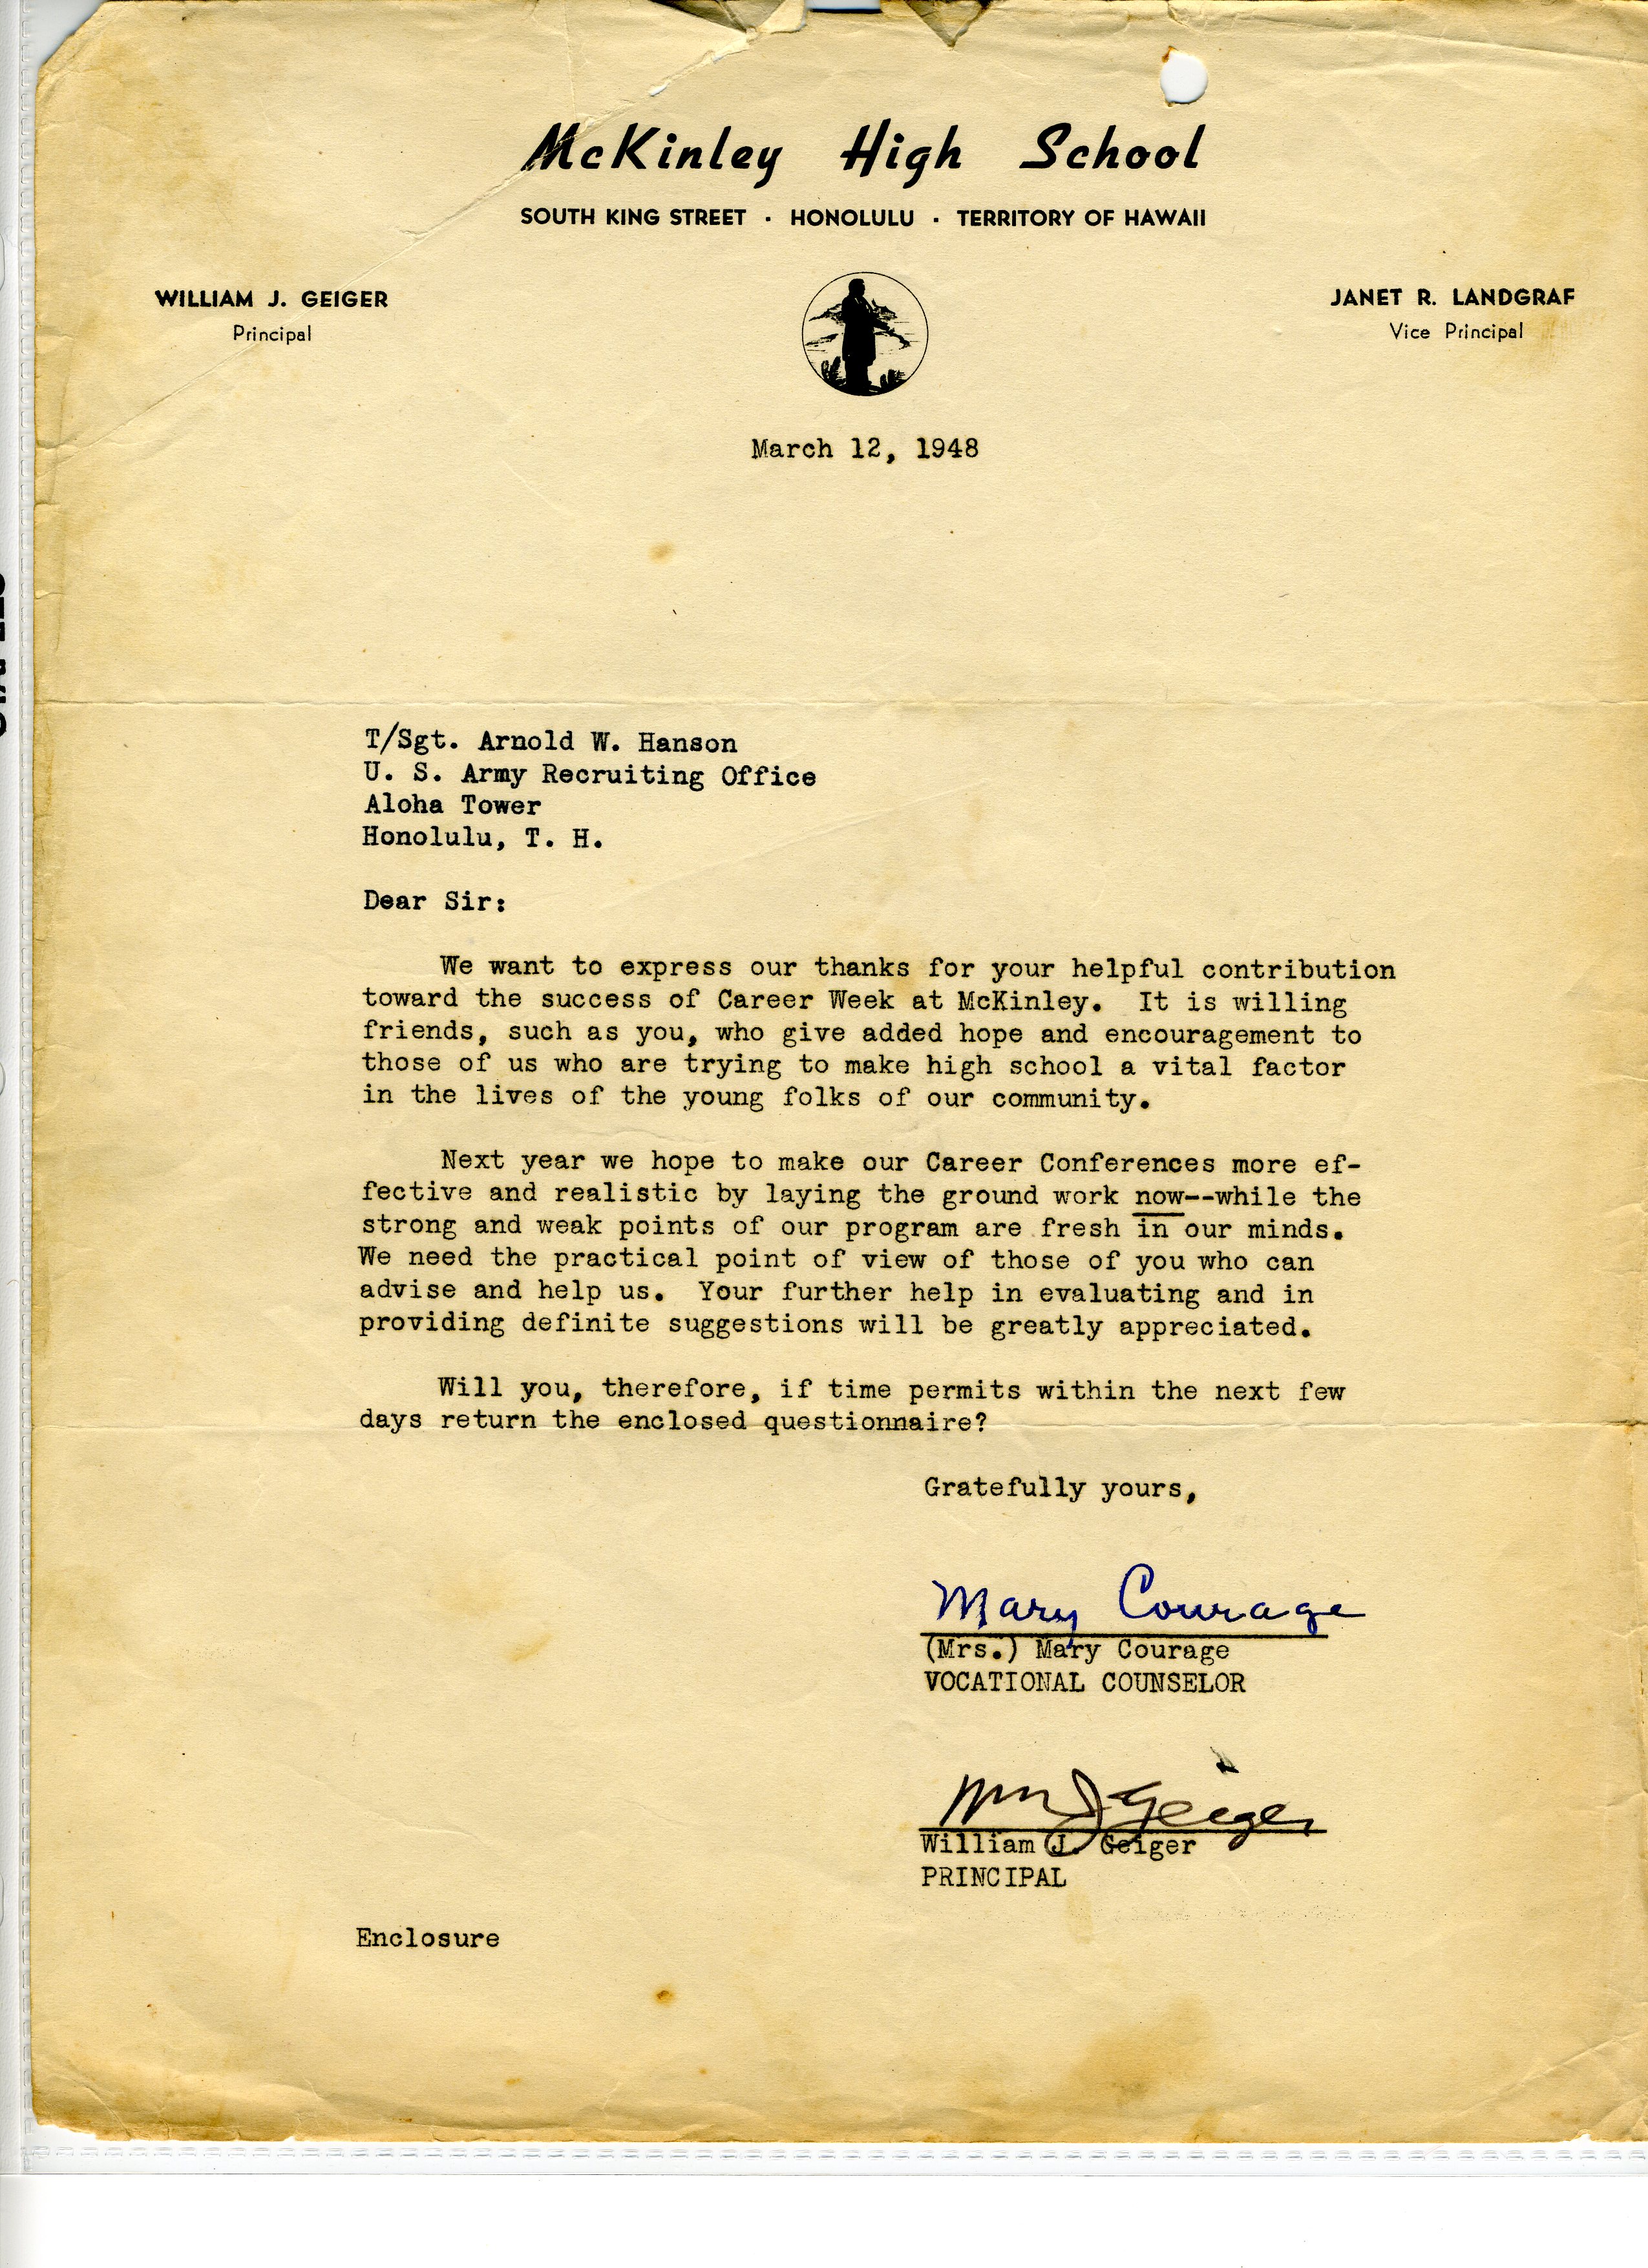 McKinley High School
SOUTH KING STREET · HONOLULU · TERRITORY OF HAWAII
WILLIAM J. GEIGER
Principal
JANET R. LANDGRAF
Vice Principal
March 12, 1948
T/Sgt. Arnold W. Hanson
U. S. Army Recruiting Office
Aloha Tower
Honolulu, T. H.
Dear Sir:
We want to express our thanks for your helpful contribution
toward the success of Career Week at McKinley. It is willing
friends, such as you, who give added hope and encouragement to
those of us who are trying to make high school a vital factor
in the lives of the young folks of our community.
Next year we hope to make our Career Conferences more ef-
fective and realistic by laying the ground work now--while the
strong and weak points of our program are fresh in our minds.
We need the practical point of view of those of you who can
advise and help us. Your further help in evaluating and in
providing definite suggestions will be greatly appreciated.
Will you, therefore, if time permits within the next few
days return the enclosed questionnaire?
Gratefully yours,
Mary Courage
(Mrs.) Mary Courage
VOCATIONAL COUNSELOR
Wm J Geiger
William J. Geiger
PRINCIPAL
Enclosure